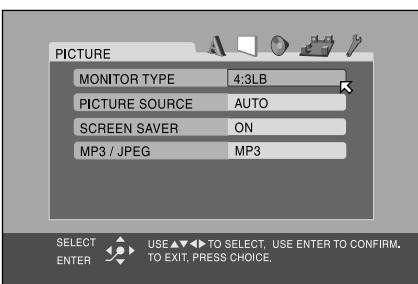 PICTURE
MONITOR TYPE 4:3LB
PICTURE SOURCE AUTO
SCREEN SAVER ON
MP3 / JPEG MP3
SELECT USE▲▼◀▶TO SELECT, USE ENTER TO CONFIRM.
ENTER TO EXIT, PRESS CHOICE.